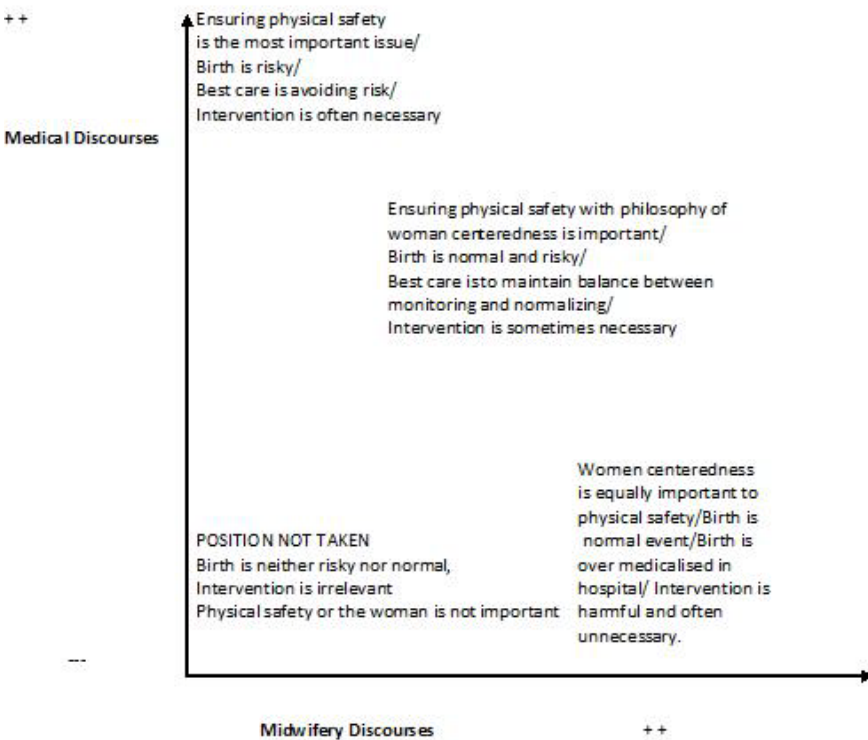 ++
Ensuring physical safety
is the most important issue/
Birth is risky/
Best care is avoiding risk/
Intervention is often necessary
Medical Discourses
Ensuring physical safety with philosophy of
woman centeredness is important/
Birth is normal and risky/
Best care isto maintain balance between
monitoring and normalizing/
Intervention is sometimes necessary
POSITION NOT TAKEN
Birth is neither risky nor normal,
Intervention is irrelevant
Physical safety or the woman is not important
Women centeredness
is equally important to
physical safety/Birth is
normal event/Birth is
over medicalised in
hospital/ Intervention is
harmful and often
unnecessary.
---
Midwifery Discourses
++